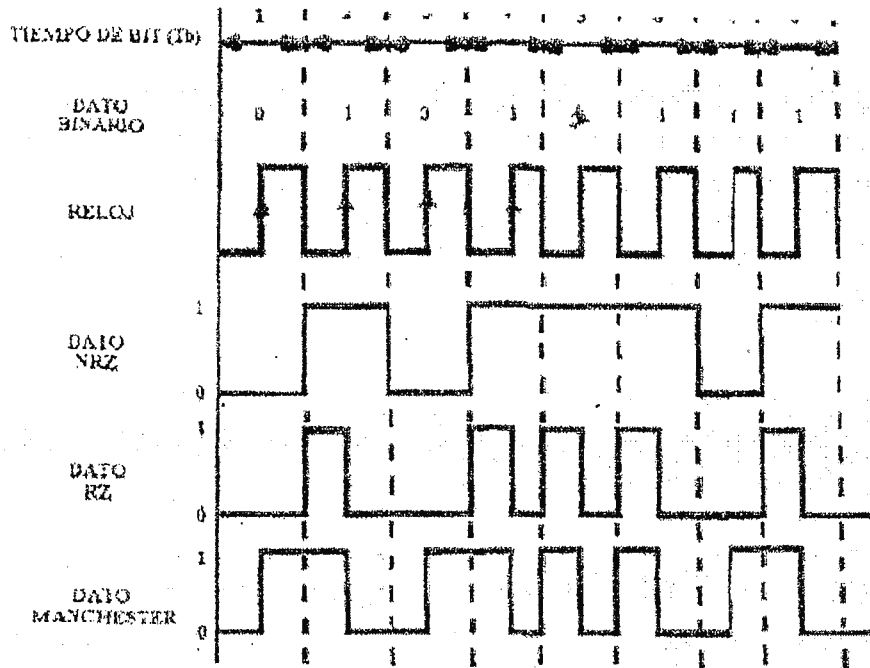 1
TIEMPO DE BIT (Tb)
DATO
BINARIO
0 1 0 1 1 1
RELOJ
1
DATO
NRZ
0
1
DATO
RZ
0
1
DATO
MANCHESTER
0